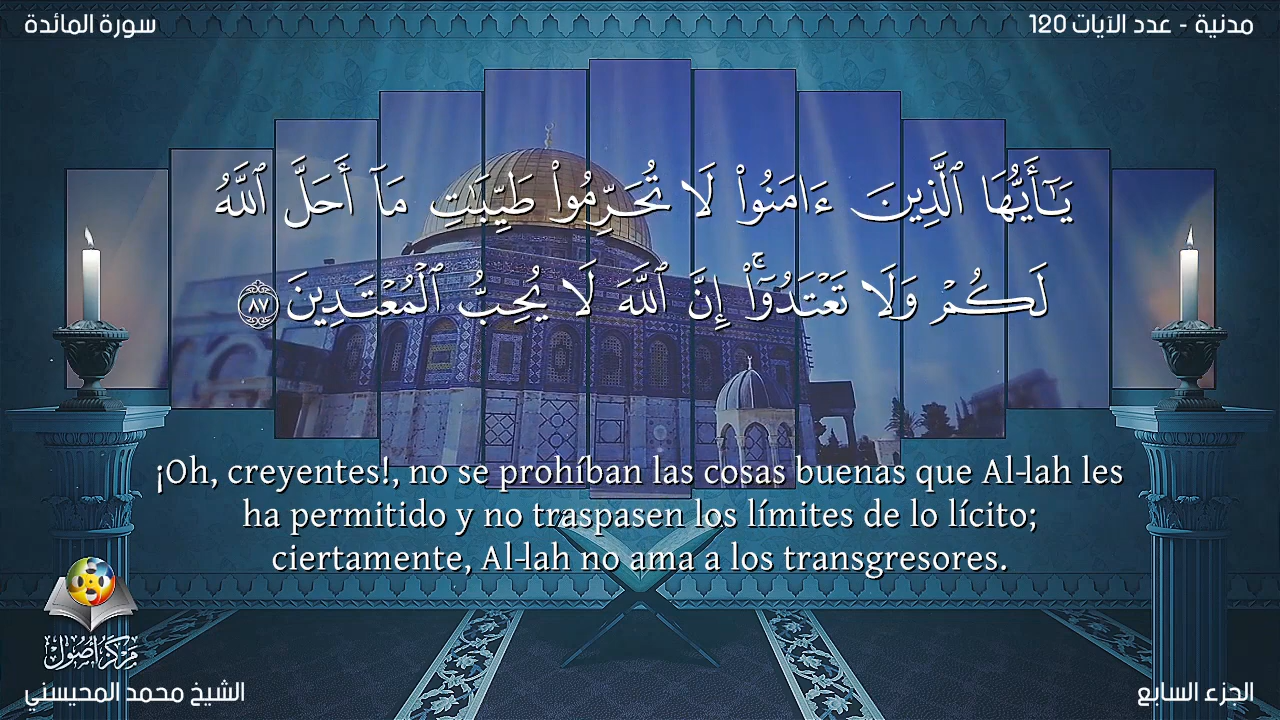 سورة المائدة
مدنية - عدد الآيات 120
يَـٰٓأَيُّهَا ٱلَّذِينَ ءَامَنُوا۟ لَا تُحَرِّمُوا۟ طَيِّبَـٰتِ مَآ أَحَلَّ ٱللَّهُ
لَكُمْ وَلَا تَعْتَدُوٓا۟ ۚ إِنَّ ٱللَّهَ لَا يُحِبُّ ٱلْمُعْتَدِينَ ٨٧
¡Oh, creyentes!, no se prohíban las cosas buenas que Al-lah les
ha permitido y no traspasen los límites de lo lícito;
ciertamente, Al-lah no ama a los transgresores.
مركز أصول
الشيخ محمد المحيسني
الجزء السابع